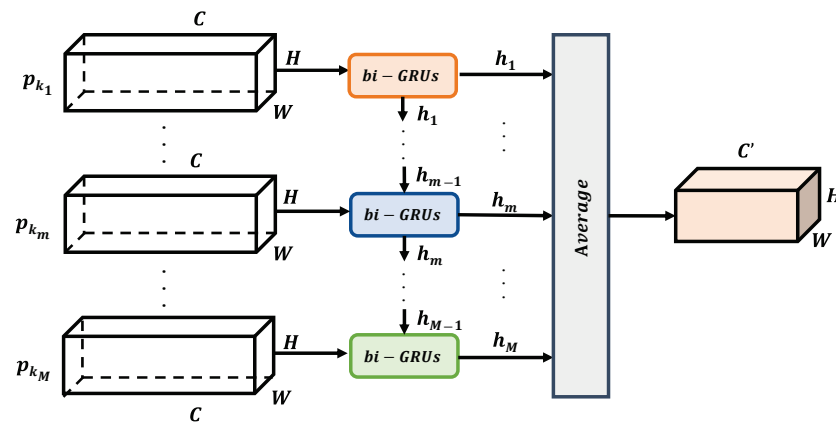 C
p_{k_1}
H
W
bi − GRUs
h_1
h_1
C
p_{k_m}
H
W
h_{m−1}
bi − GRUs
h_m
h_m
Average
C'
H
W
p_{k_M}
H
W
C
h_{M−1}
bi − GRUs
h_M